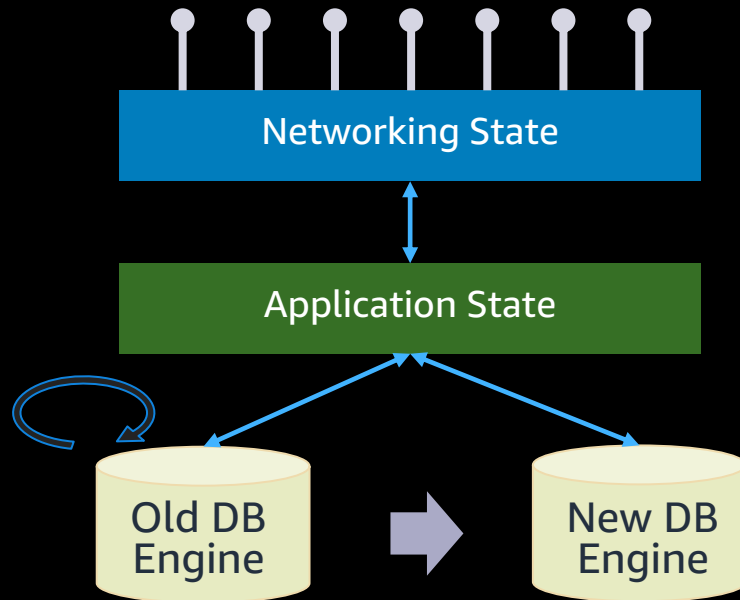 Networking State
Application State
Old DB
Engine
New DB
Engine